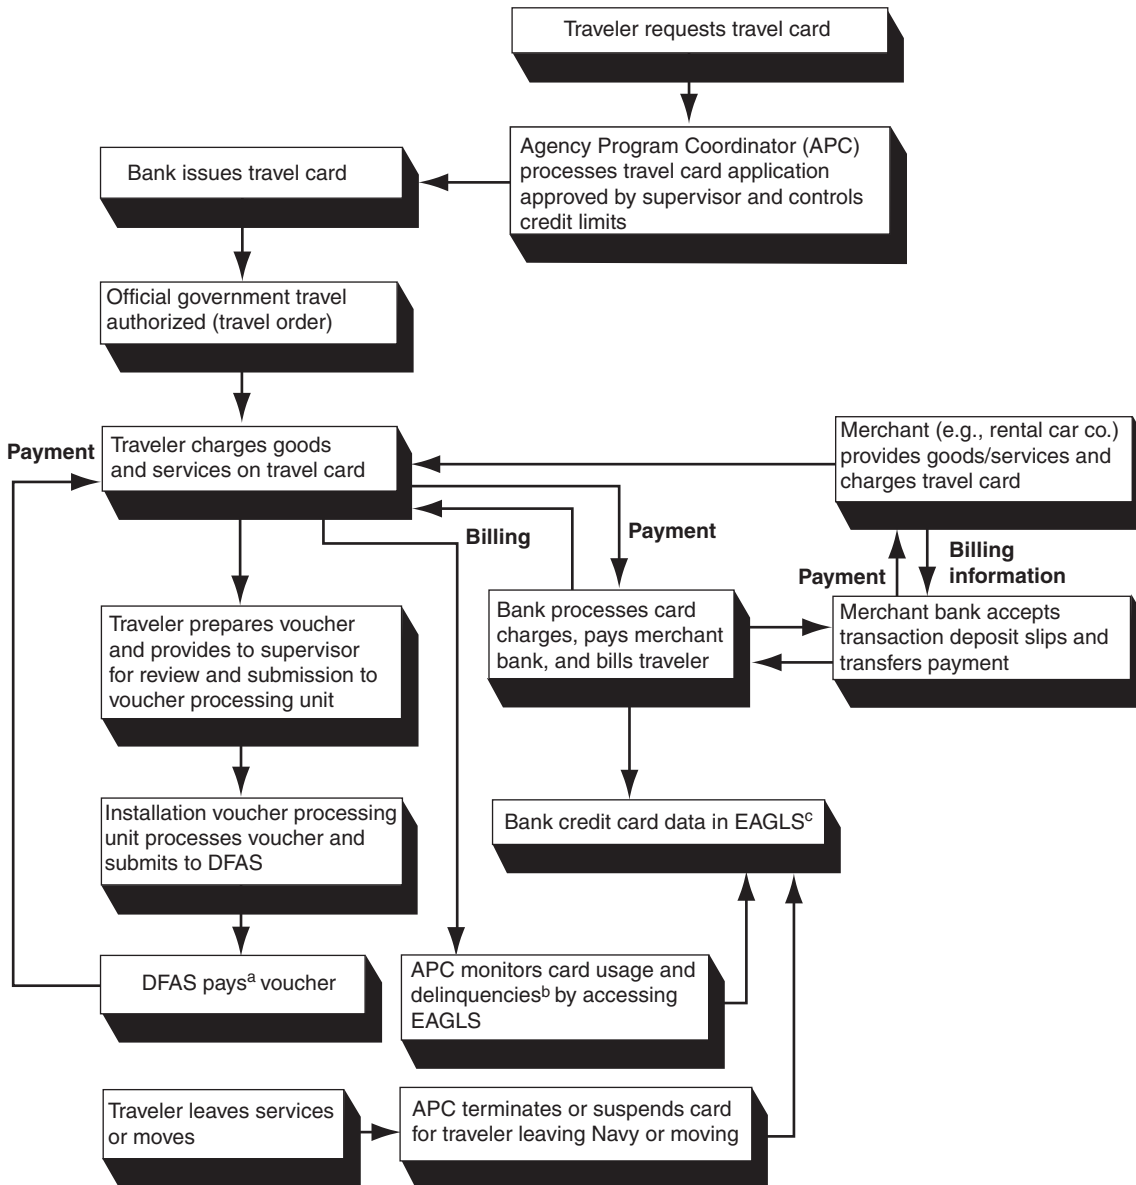 Traveler requests travel card
Agency Program Coordinator (APC)
processes travel card application
approved by supervisor and controls
credit limits
Bank issues travel card
Official government travel
authorized (travel order)
Payment
Traveler charges goods
and services on travel card
Merchant (e.g., rental car co.)
provides goods/services and
charges travel card
Billing
Payment
Payment
Billing
information
Traveler prepares voucher
and provides to supervisor
for review and submission to
voucher processing unit
Bank processes card
charges, pays merchant
bank, and bills traveler
Merchant bank accepts
transaction deposit slips and
transfers payment
Installation voucher processing
unit processes voucher and
submits to DFAS
Bank credit card data in EAGLSᶜ
DFAS paysᵃ voucher
APC monitors card usage and
delinquenciesᵇ by accessing
EAGLS
Traveler leaves services
or moves
APC terminates or suspends card
for traveler leaving Navy or moving